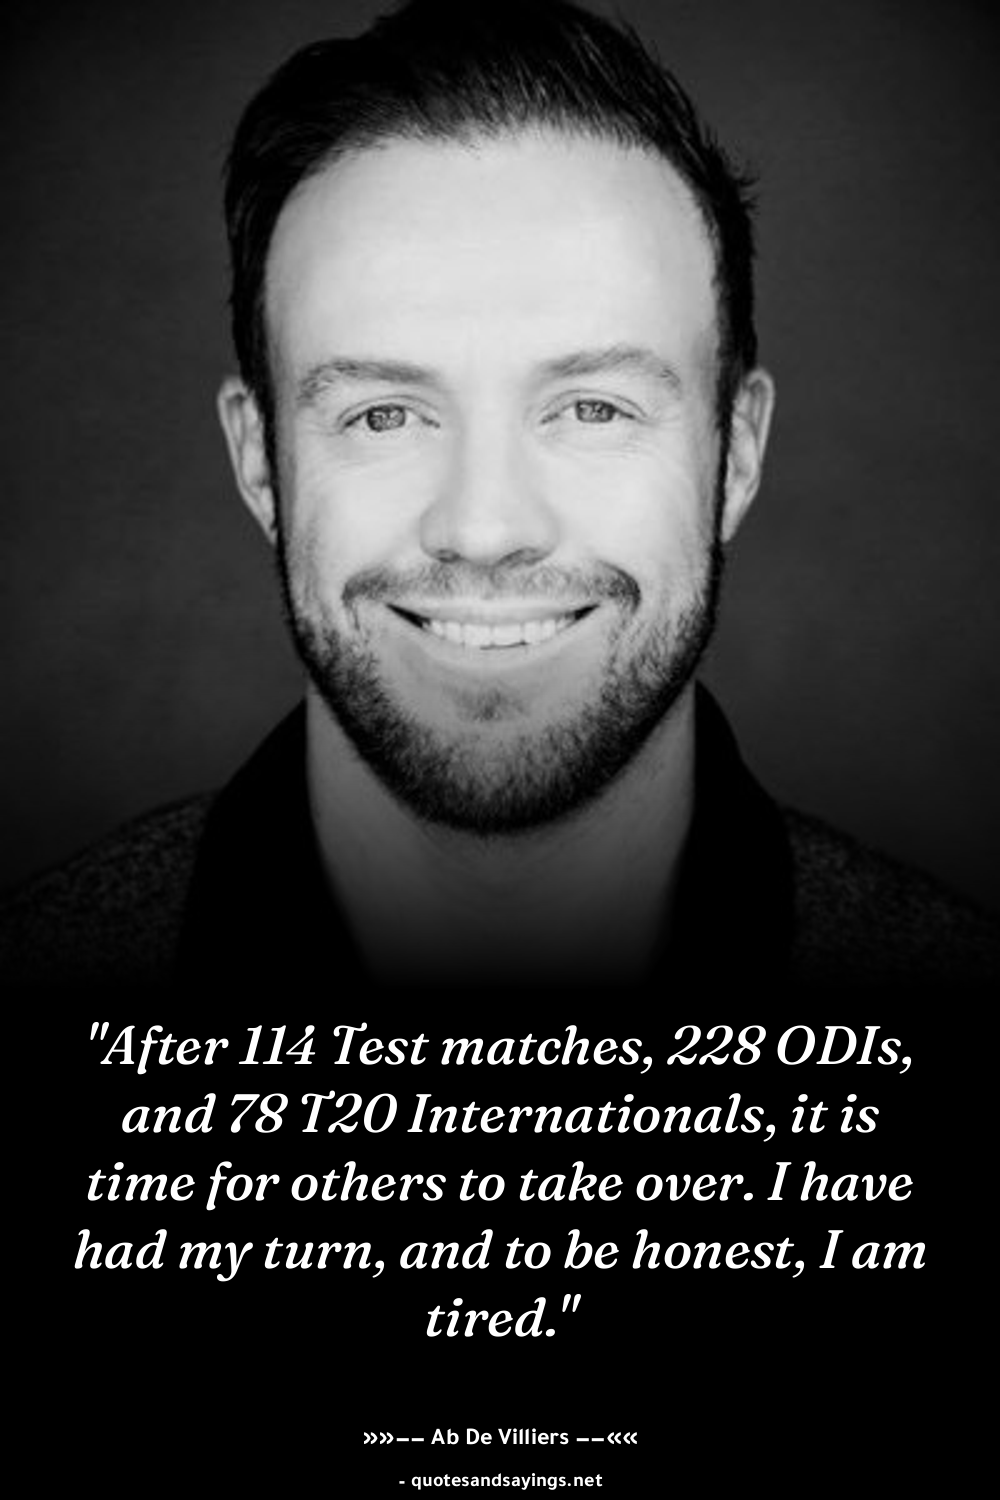 "After 114 Test matches, 228 ODIs,
and 78 T20 Internationals, it is
time for others to take over. I have
had my turn, and to be honest, I am
tired."
»»−− Ab De Villiers −−««
- quotesandsayings.net